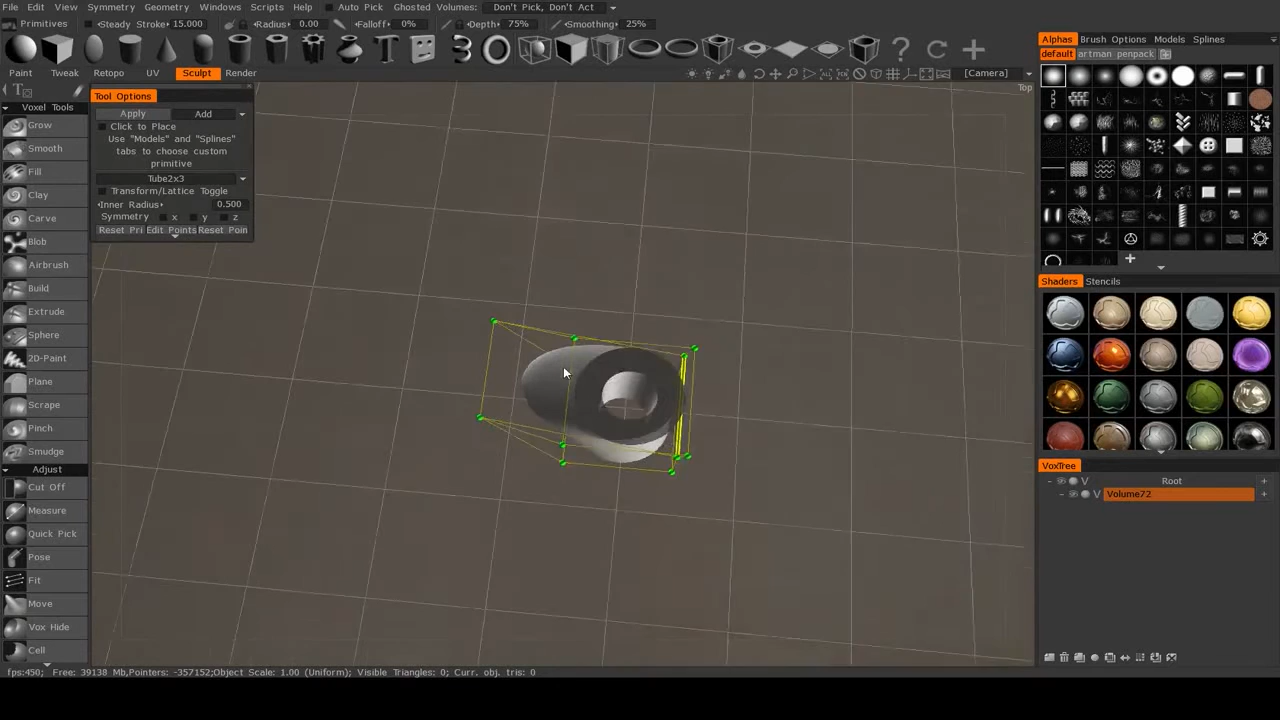 File Edit View Symmetry Geometry Windows Scripts Help Auto Pick Ghosted Volumes: Don't Pick, Don't Act
Primitives Steady Stroke 15.000 Radius 0.00 Falloff 0% Depth 75% Smoothing 25%
Paint Tweak Retopo UV Sculpt Render [Camera]
Top
Tool Options
Apply Add
Click to Place
Use "Models" and "Splines"
tabs to choose custom
primitive
Tube2x3
Transform/Lattice Toggle
Inner Radius 0.500
Symmetry x y z
Reset Pri Edit Points Reset Poin
Voxel Tools
Grow
Smooth
Fill
Clay
Carve
Blob
Airbrush
Build
Extrude
Sphere
2D-Paint
Plane
Scrape
Pinch
Smudge
Adjust
Cut Off
Measure
Quick Pick
Pose
Fit
Move
Vox Hide
Cell
Alphas Brush Options Models Splines
default artman penpack
Shaders Stencils
VoxTree
V Root +
V Volume72 +
fps:450; Free: 39138 Mb,Pointers: -357152;Object Scale: 1.00 (Uniform); Visible Triangles: 0; Curr. obj. tris: 0